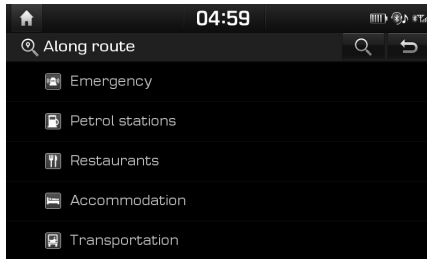 04:59
Along route
Emergency
Petrol stations
Restaurants
Accommodation
Transportation